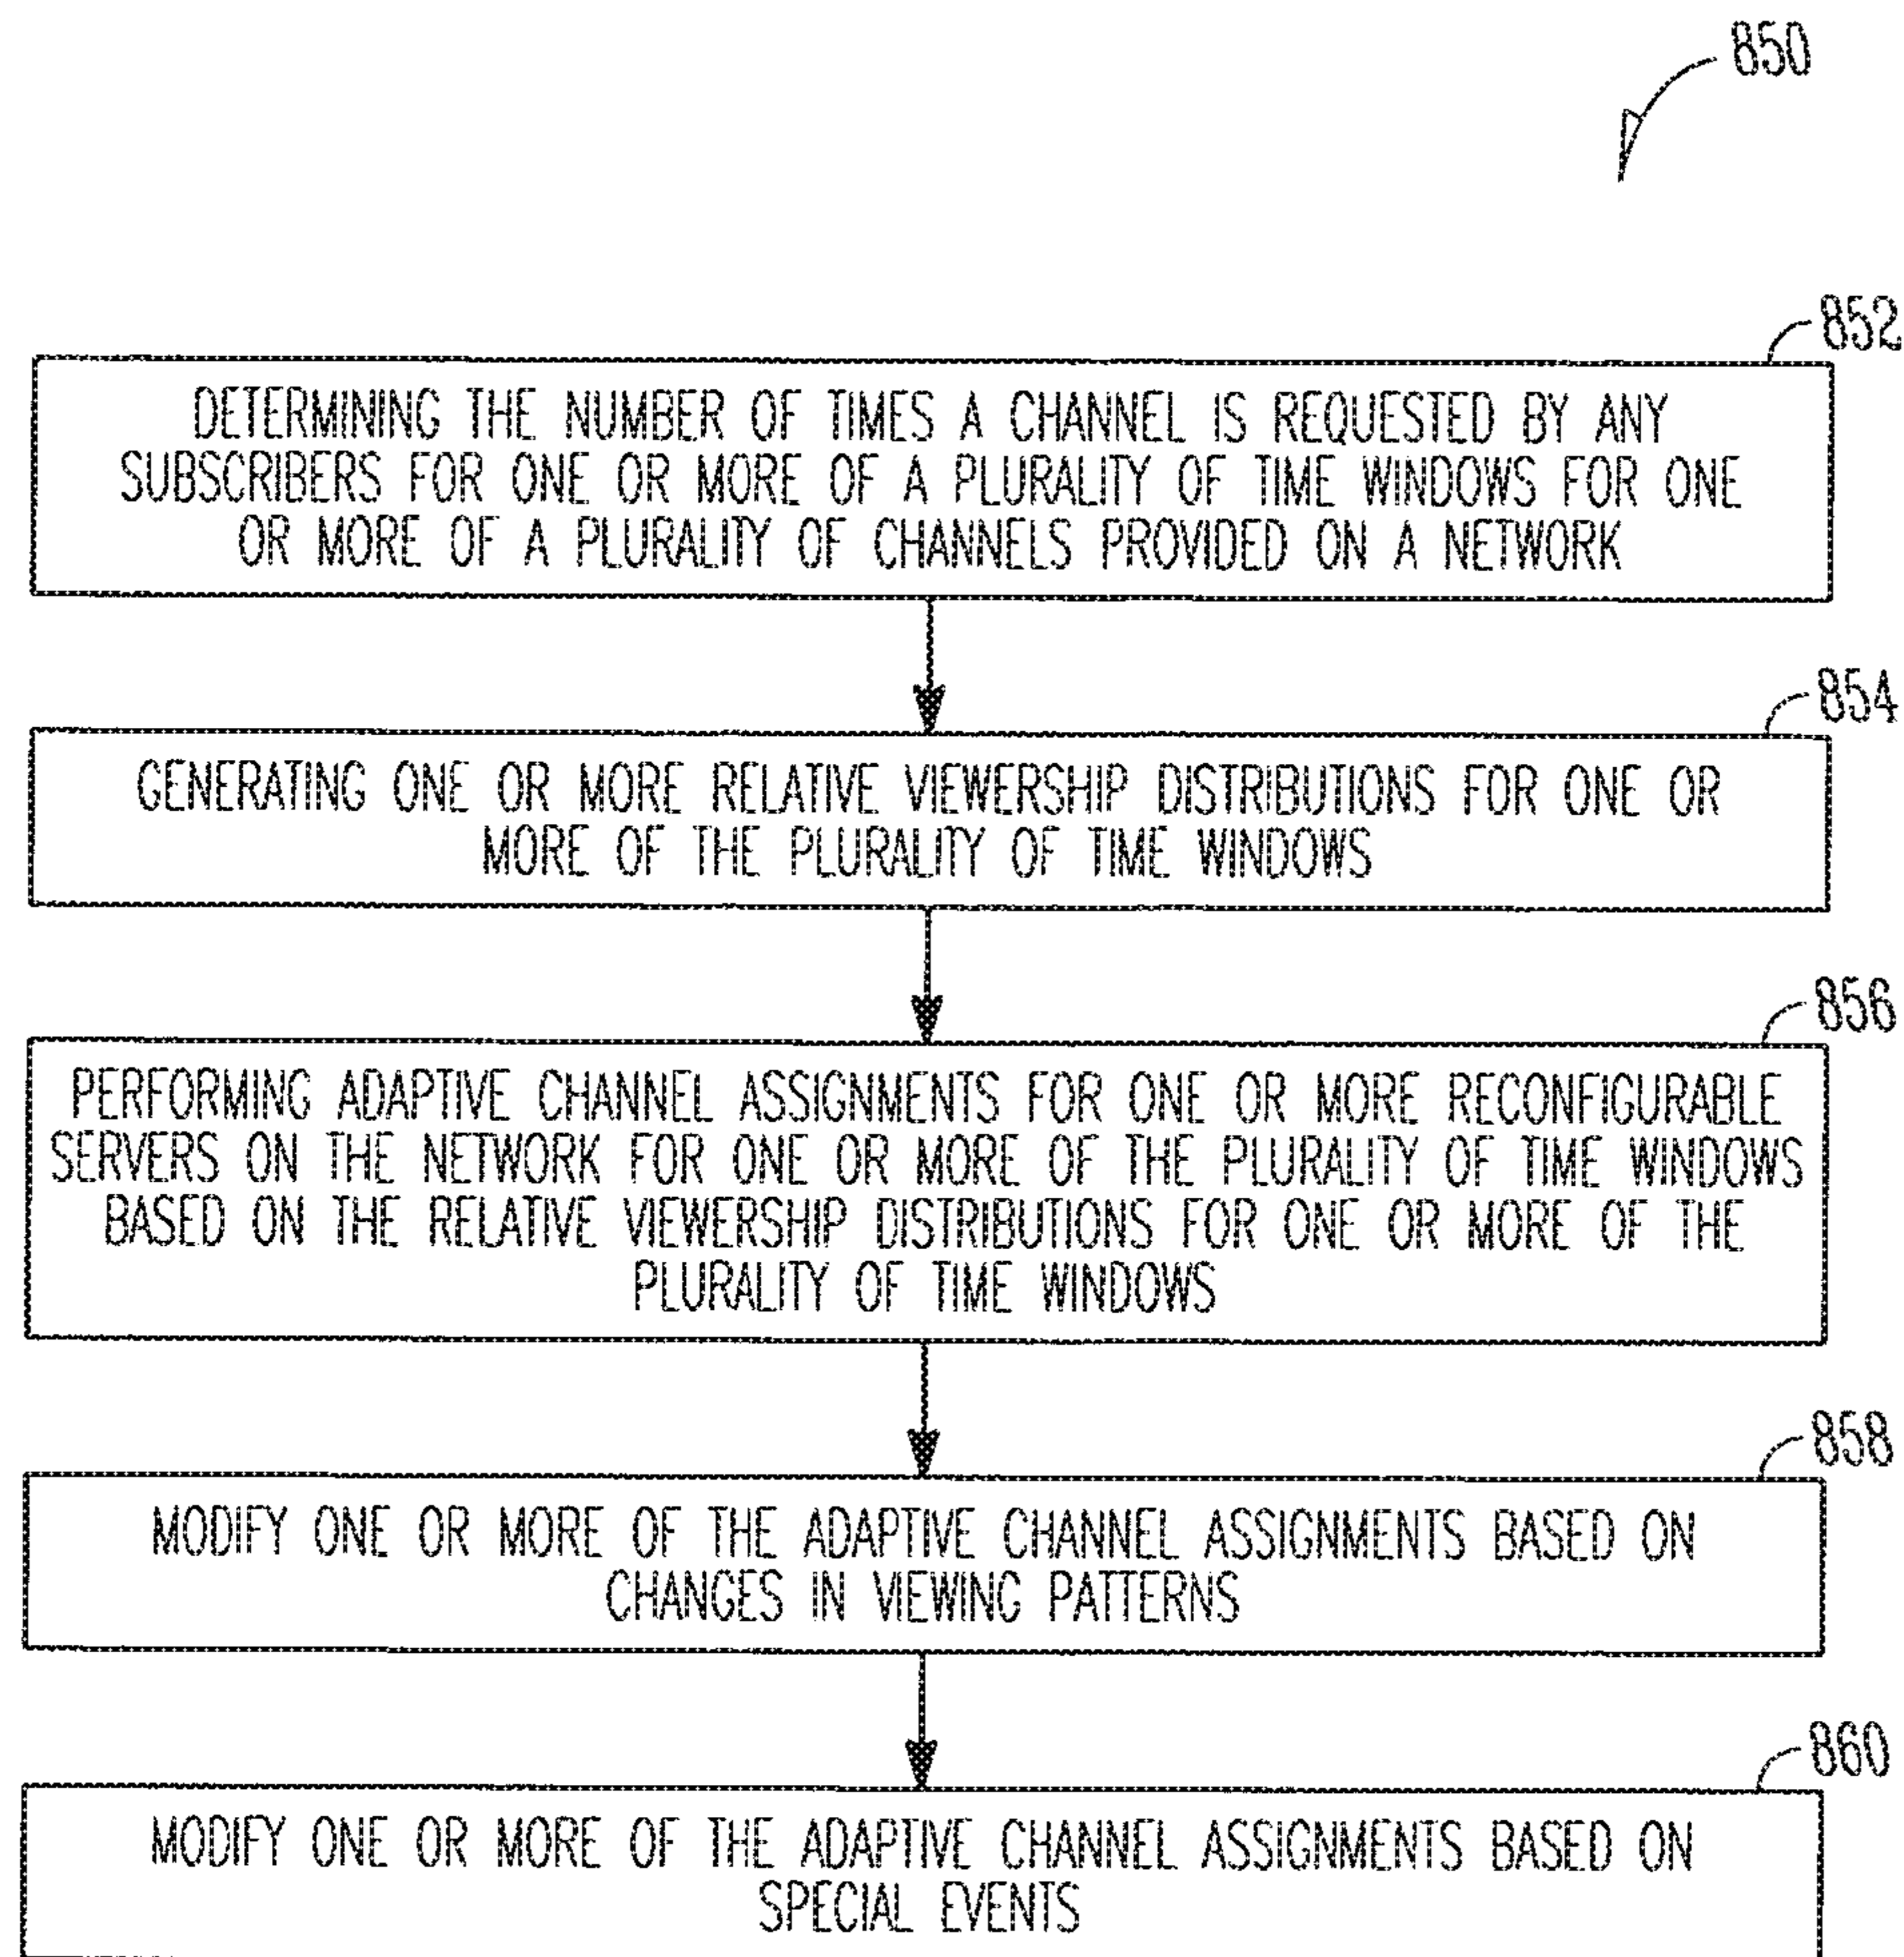 850
852
DETERMINING THE NUMBER OF TIMES A CHANNEL IS REQUESTED BY ANY
SUBSCRIBERS FOR ONE OR MORE OF A PLURALITY OF TIME WINDOWS FOR ONE
OR MORE OF A PLURALITY OF CHANNELS PROVIDED ON A NETWORK
854
GENERATING ONE OR MORE RELATIVE VIEWERSHIP DISTRIBUTIONS FOR ONE OR
MORE OF THE PLURALITY OF TIME WINDOWS
856
PERFORMING ADAPTIVE CHANNEL ASSIGNMENTS FOR ONE OR MORE RECONFIGURABLE
SERVERS ON THE NETWORK FOR ONE OR MORE OF THE PLURALITY OF TIME WINDOWS
BASED ON THE RELATIVE VIEWERSHIP DISTRIBUTIONS FOR ONE OR MORE OF THE
PLURALITY OF TIME WINDOWS
858
MODIFY ONE OR MORE OF THE ADAPTIVE CHANNEL ASSIGNMENTS BASED ON
CHANGES IN VIEWING PATTERNS
860
MODIFY ONE OR MORE OF THE ADAPTIVE CHANNEL ASSIGNMENTS BASED ON
SPECIAL EVENTS